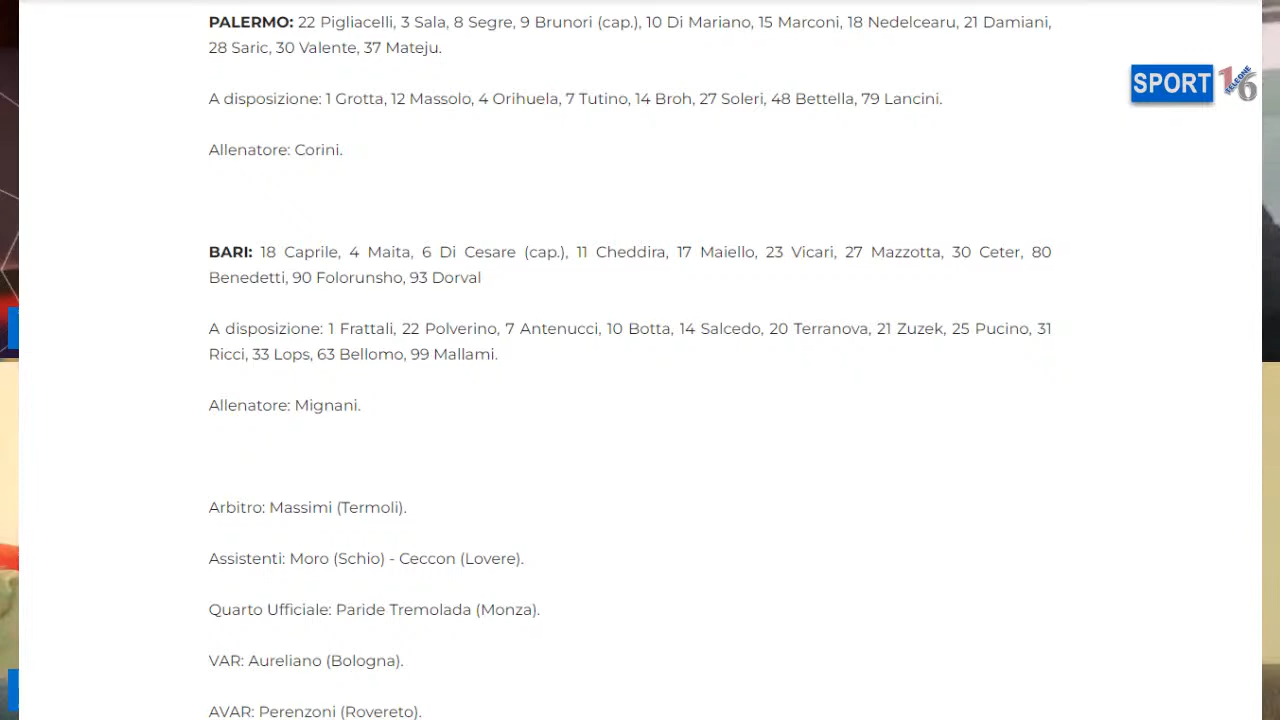 PALERMO: 22 Pigliacelli, 3 Sala, 8 Segre, 9 Brunori (cap.), 10 Di Mariano, 15 Marconi, 18 Nedelcearu, 21 Damiani,
28 Saric, 30 Valente, 37 Mateju.
SPORT
TELEONE
16
A disposizione: 1 Grotta, 12 Massolo, 4 Orihuela, 7 Tutino, 14 Broh, 27 Soleri, 48 Bettella, 79 Lancini.
Allenatore: Corini.
BARI: 18 Caprile, 4 Maita, 6 Di Cesare (cap.), 11 Cheddira, 17 Maiello, 23 Vicari, 27 Mazzotta, 30 Ceter, 80
Benedetti, 90 Folorunsho, 93 Dorval
A disposizione: 1 Frattali, 22 Polverino, 7 Antenucci, 10 Botta, 14 Salcedo, 20 Terranova, 21 Zuzek, 25 Pucino, 31
Ricci, 33 Lops, 63 Bellomo, 99 Mallami.
Allenatore: Mignani.
Arbitro: Massimi (Termoli).
Assistenti: Moro (Schio) - Ceccon (Lovere).
Quarto Ufficiale: Paride Tremolada (Monza).
VAR: Aureliano (Bologna).
AVAR: Perenzoni (Rovereto).